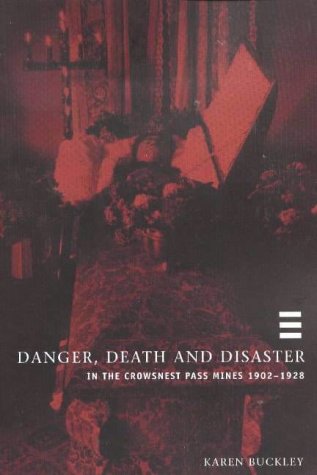 DANGER, DEATH AND DISASTER
IN THE CROWSNEST PASS MINES 1902–1928
KAREN BUCKLEY